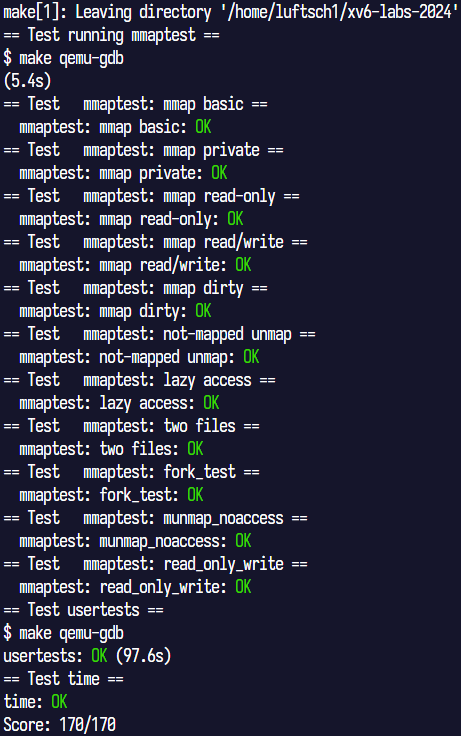 make[1]: Leaving directory '/home/luftsch1/xv6-labs-2024'
== Test running mmaptest ==
$ make qemu-gdb
(5.4s)
== Test   mmaptest: mmap basic ==
  mmaptest: mmap basic: OK
== Test   mmaptest: mmap private ==
  mmaptest: mmap private: OK
== Test   mmaptest: mmap read-only ==
  mmaptest: mmap read-only: OK
== Test   mmaptest: mmap read/write ==
  mmaptest: mmap read/write: OK
== Test   mmaptest: mmap dirty ==
  mmaptest: mmap dirty: OK
== Test   mmaptest: not-mapped unmap ==
  mmaptest: not-mapped unmap: OK
== Test   mmaptest: lazy access ==
  mmaptest: lazy access: OK
== Test   mmaptest: two files ==
  mmaptest: two files: OK
== Test   mmaptest: fork_test ==
  mmaptest: fork_test: OK
== Test   mmaptest: munmap_noaccess ==
  mmaptest: munmap_noaccess: OK
== Test   mmaptest: read_only_write ==
  mmaptest: read_only_write: OK
== Test usertests ==
$ make qemu-gdb
usertests: OK (97.6s)
== Test time ==
time: OK
Score: 170/170